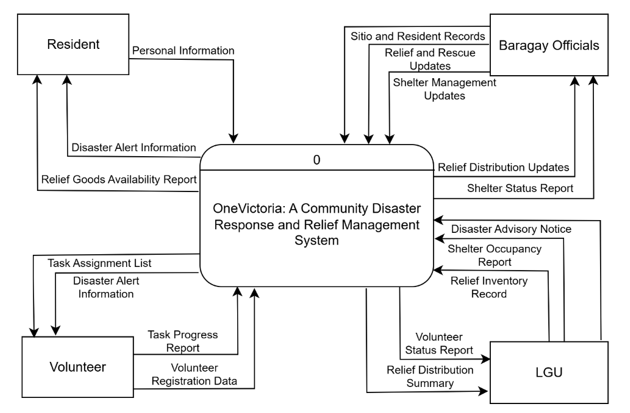 Resident
Personal Information
Sitio and Resident Records
Relief and Rescue
Updates
Shelter Management
Updates
Baragay Officials
Disaster Alert Information
Relief Goods Availability Report
0
OneVictoria: A Community Disaster
Response and Relief Management
System
Relief Distribution Updates
Shelter Status Report
Task Assignment List
Disaster Alert
Information
Disaster Advisory Notice
Shelter Occupancy
Report
Relief Inventory
Record
Volunteer
Task Progress
Report
Volunteer
Registration Data
Volunteer
Status Report
Relief Distribution
Summary
LGU